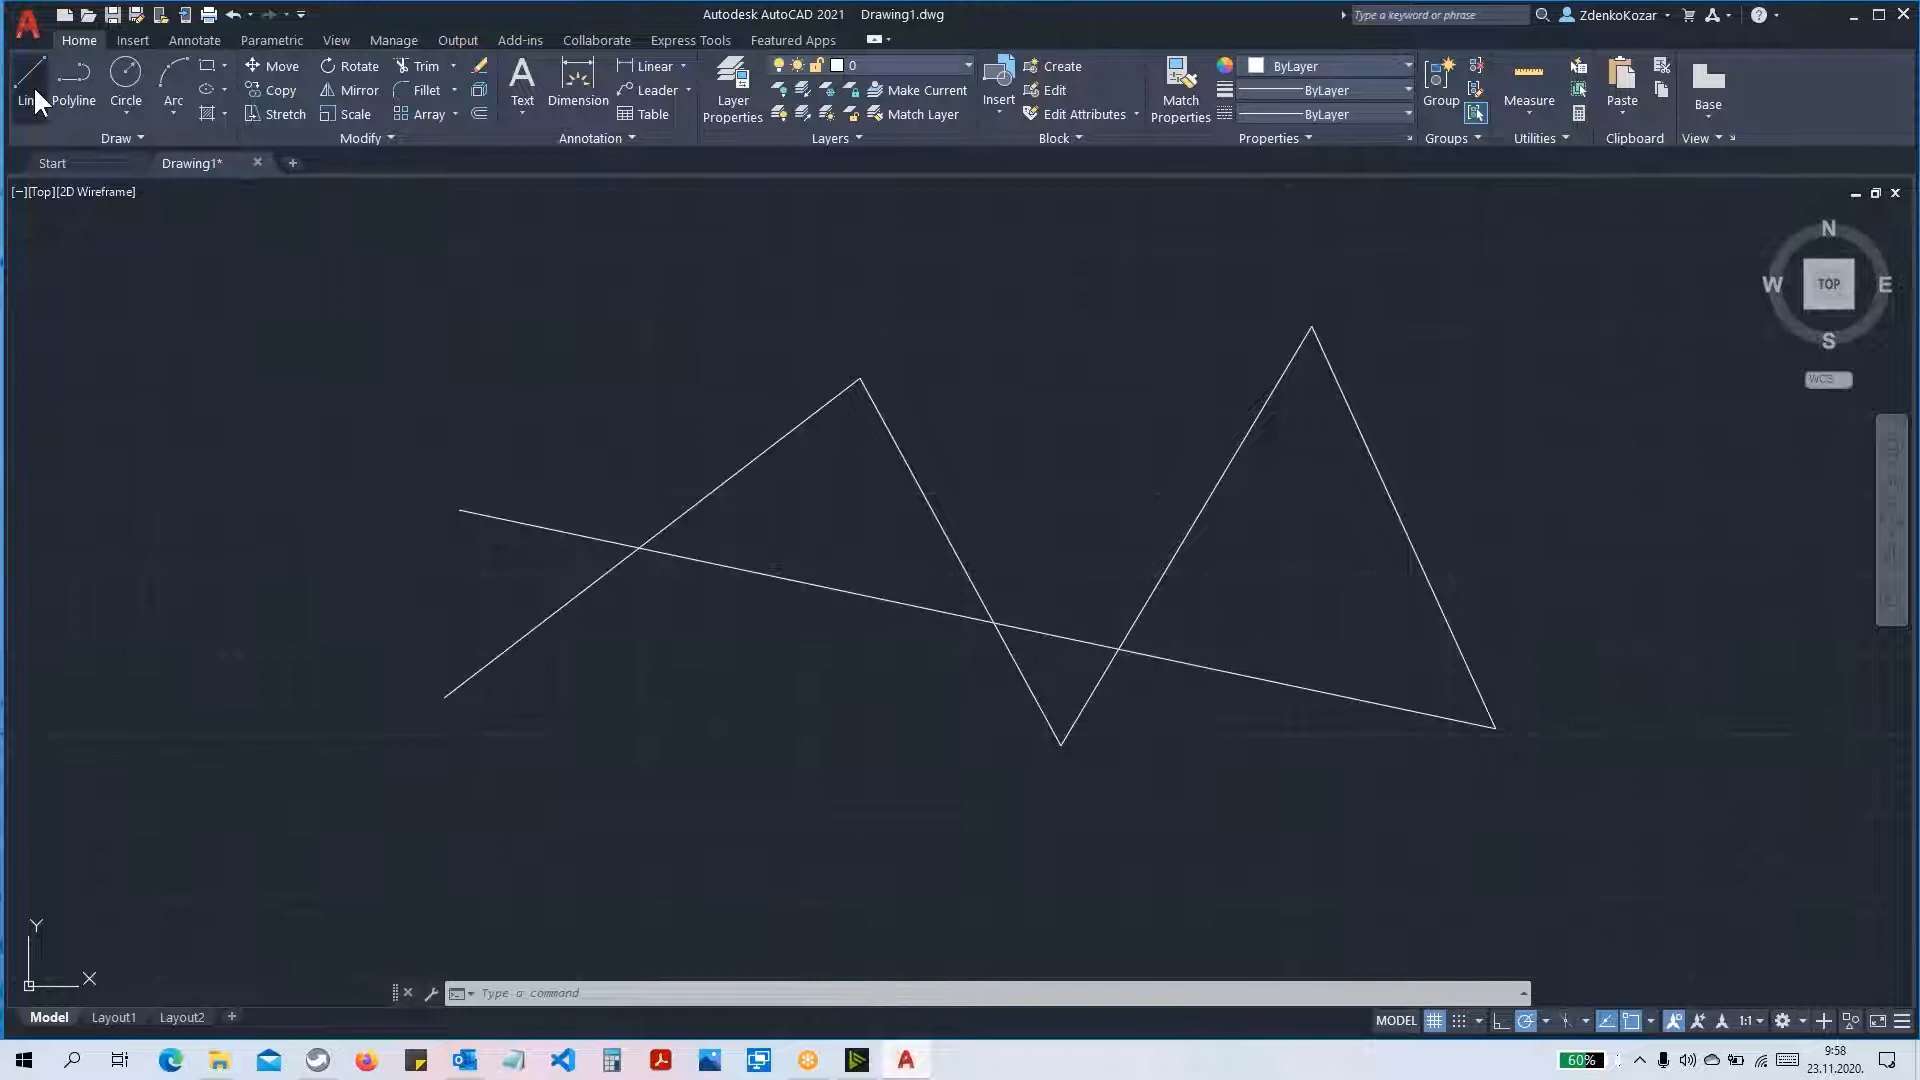 Autodesk AutoCAD 2021 Drawing1.dwg
Type a keyword or phrase
ZdenkoKozar
Home Insert Annotate Parametric View Manage Output Add-ins Collaborate Express Tools Featured Apps
Move Rotate Trim Linear 0 Create ByLayer
Copy Mirror Fillet Leader Make Current Edit ByLayer
Polyline Circle Arc Text Dimension Layer Properties Insert Match Properties Group Measure Paste Base
Stretch Scale Array Table Match Layer Edit Attributes ByLayer
Draw Modify Annotation Layers Block Properties Groups Utilities Clipboard View
Start Drawing1*
[−][Top][2D Wireframe]
N
W TOP E
S
WCS
Y
X
Type a command
Model Layout1 Layout2
MODEL 1:1
60%
9:58
23.11.2020.